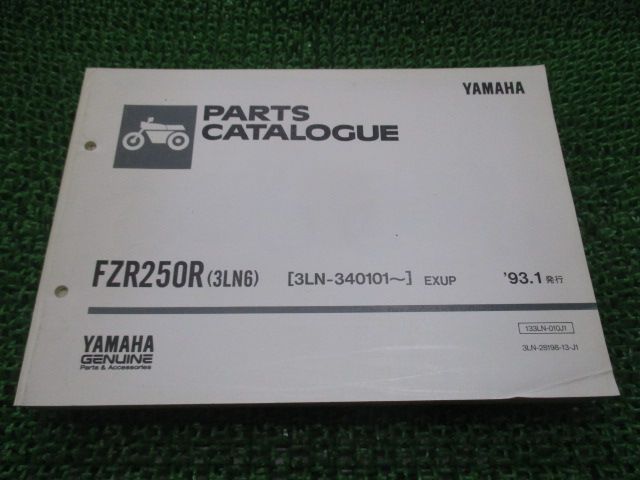 YAMAHA
PARTS
CATALOGUE
FZR250R (3LN6) [3LN-340101~] EXUP '93.1 発行
133LN-010J1
3LN-28198-13-J1
YAMAHA
GENUINE
Parts & Accessories